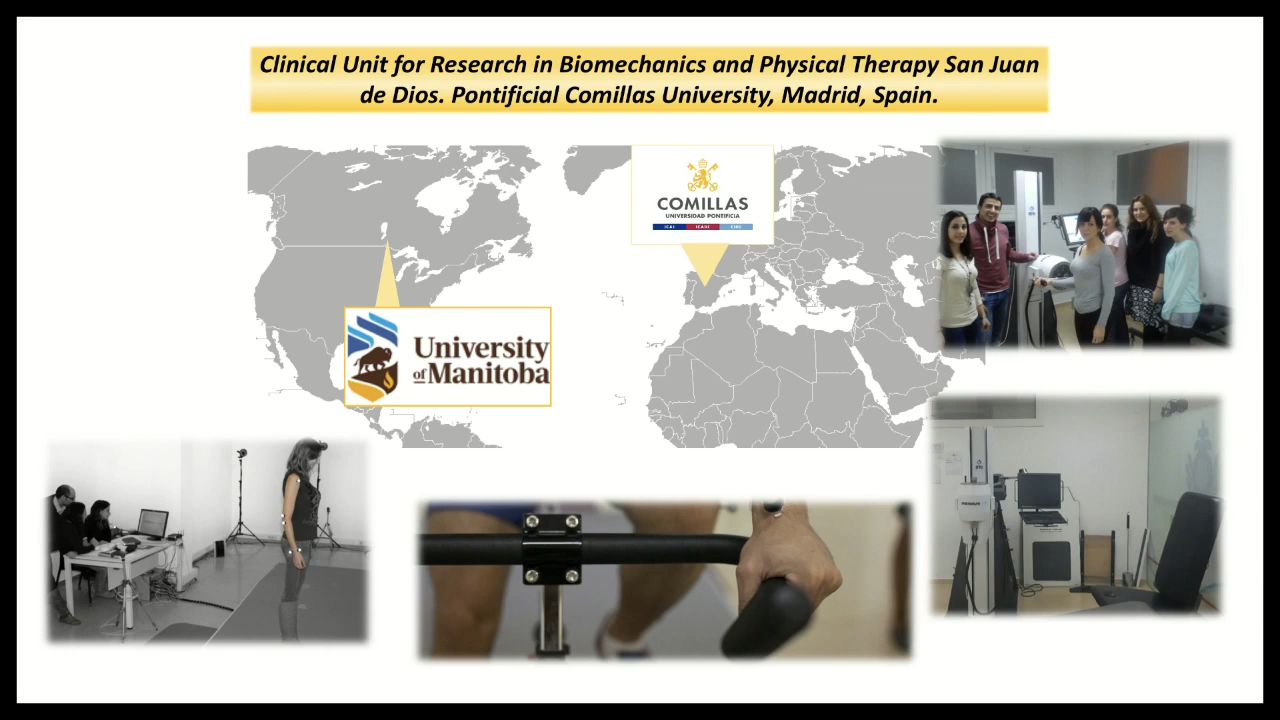 Clinical Unit for Research in Biomechanics and Physical Therapy San Juan
de Dios. Pontificial Comillas University, Madrid, Spain.
COMILLAS
UNIVERSIDAD PONTIFICIA
ICAI ICADE CIHS
University
of Manitoba